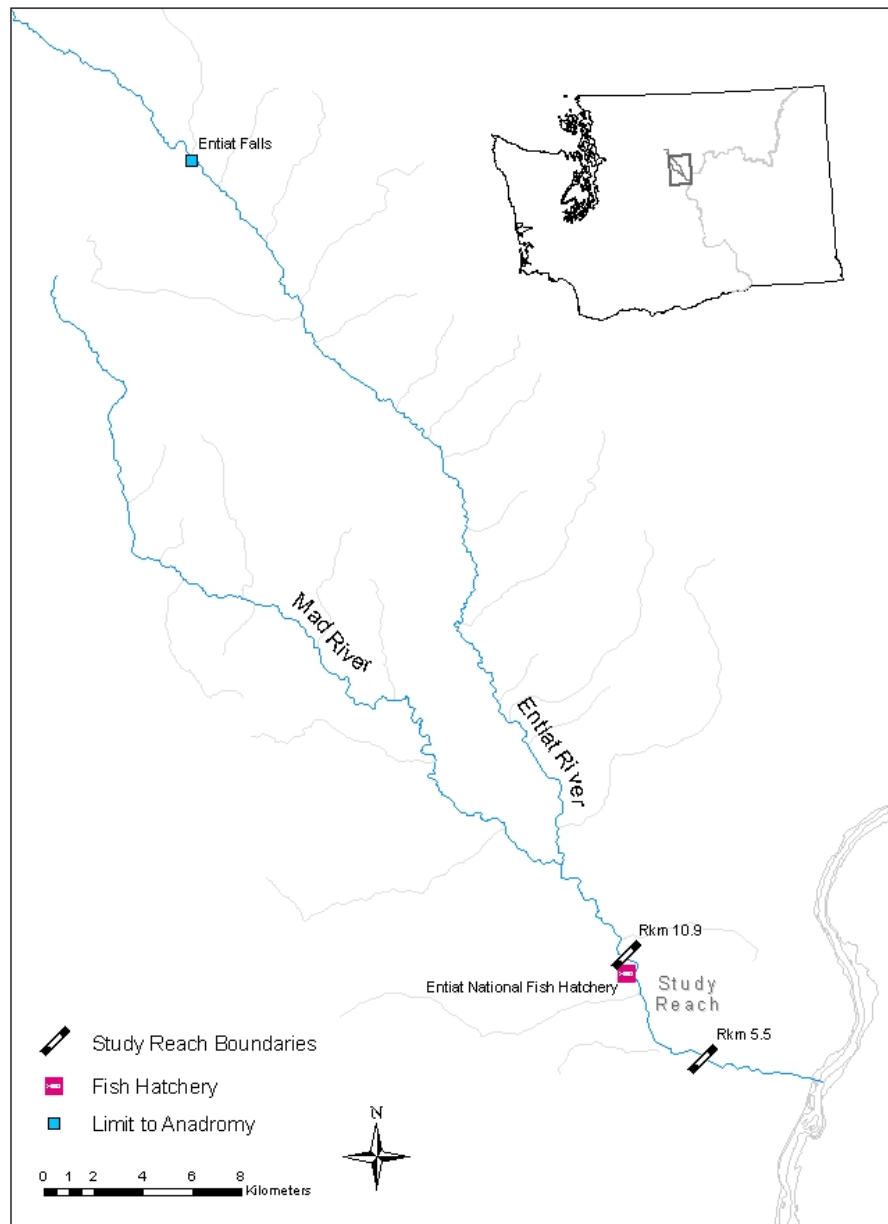 Entiat Falls
Mad River
Entiat River
Rkm 10.9
Entiat National Fish Hatchery
Study
Reach
Rkm 5.5
Study Reach Boundaries
Fish Hatchery
Limit to Anadromy
N
0 1 2 4 6 8
Kilometers